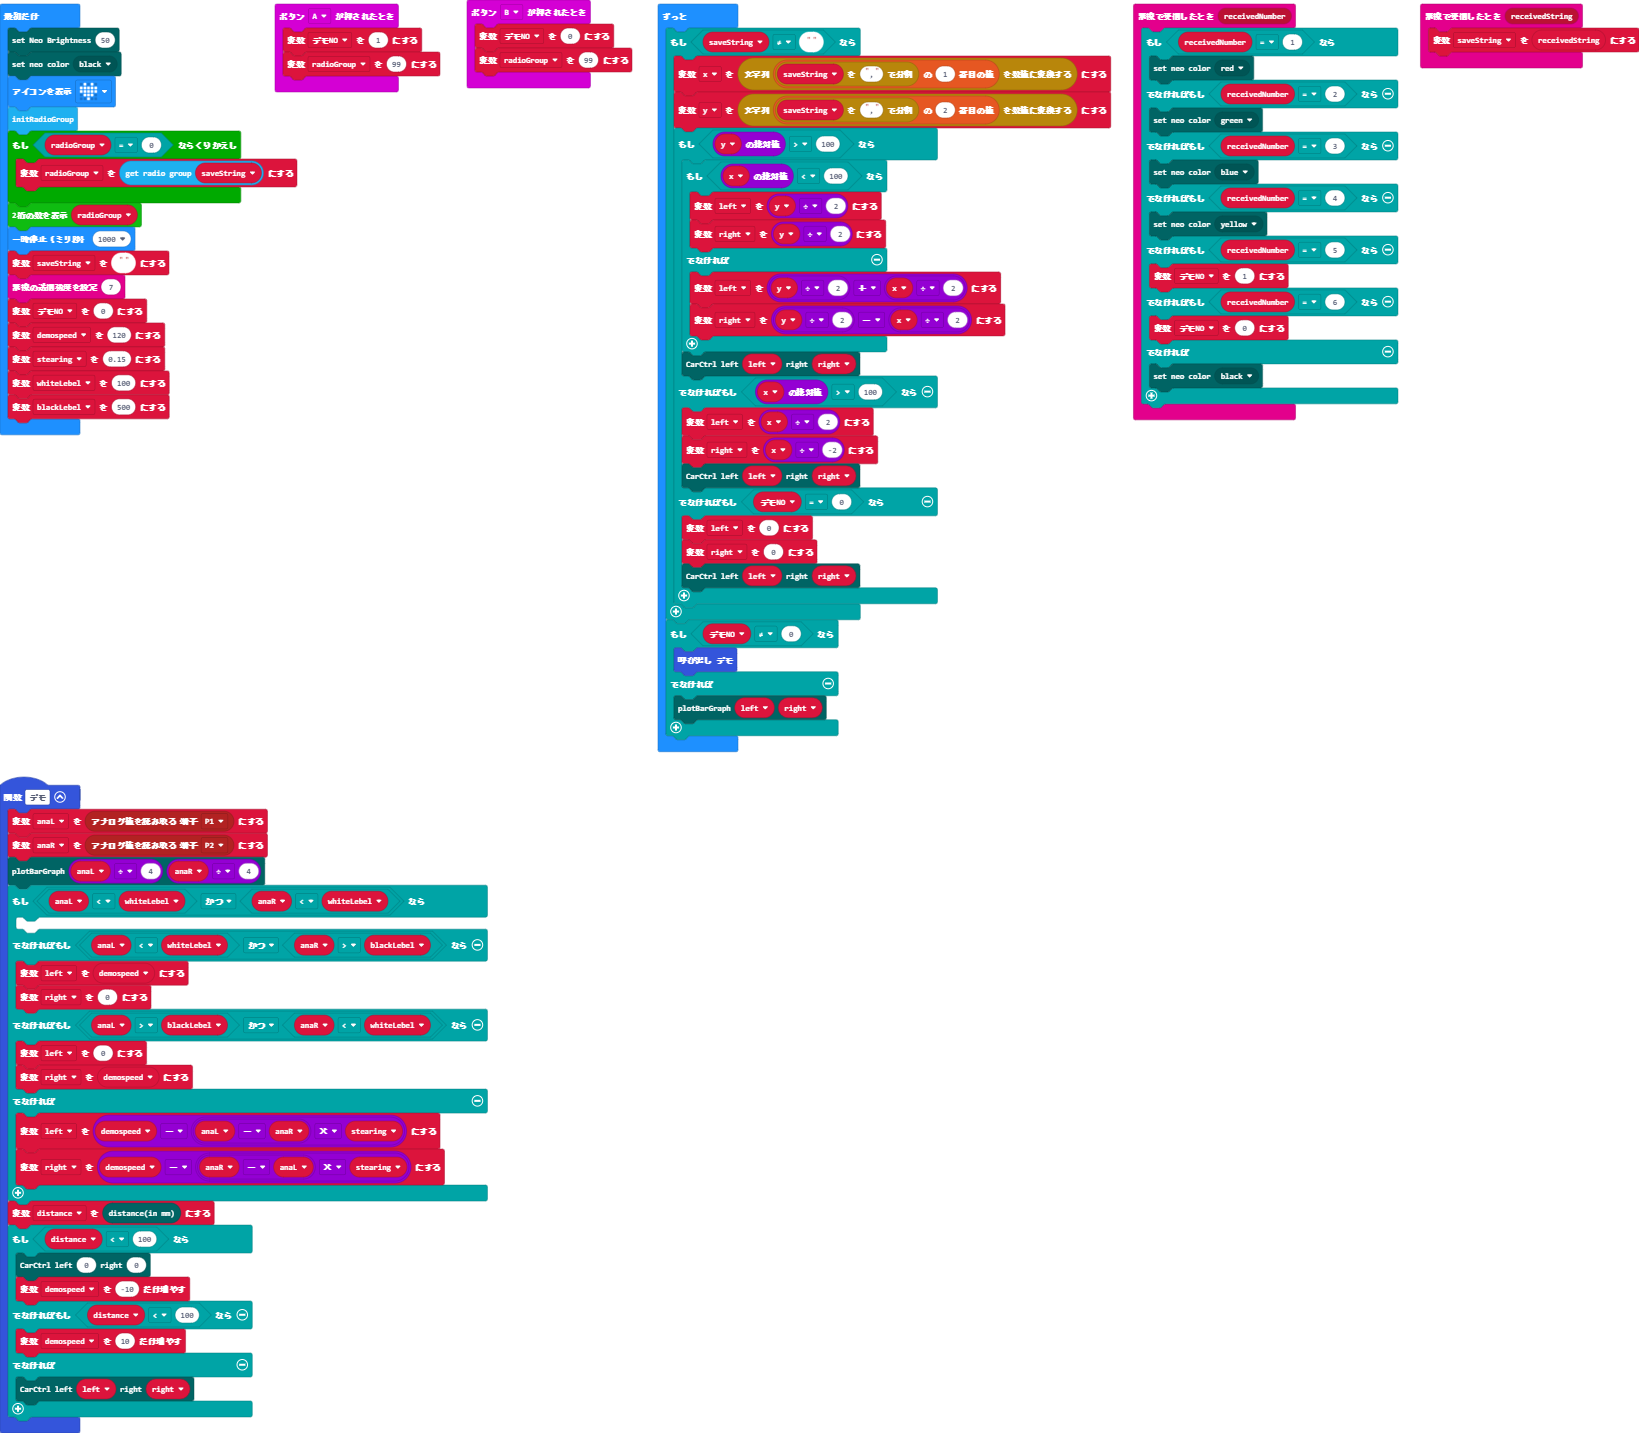 最初だけ
set Neo Brightness 50
set neo color black
アイコンを表示
initRadioGroup
もし radioGroup = 0 ならくりかえし
変数 radioGroup を get radio group saveString にする
2桁の数を表示 radioGroup
一時停止（ミリ秒） 1000
変数 saveString を "" にする
無線の送信強度を設定 7
変数 デモNO を 0 にする
変数 demospeed を 120 にする
変数 stearing を 0.15 にする
変数 whiteLebel を 100 にする
変数 blackLebel を 500 にする
ボタン A が押されたとき
変数 デモNO を 1 にする
変数 radioGroup を 99 にする
ボタン B が押されたとき
変数 デモNO を 0 にする
変数 radioGroup を 99 にする
ずっと
もし saveString ≠ "" なら
変数 x を 文字列 saveString を "," で分割 の 1 番目の値 を数値に変換する にする
変数 y を 文字列 saveString を "," で分割 の 2 番目の値 を数値に変換する にする
もし y の絶対値 > 100 なら
もし x の絶対値 < 100 なら
変数 left を y ÷ 2 にする
変数 right を y ÷ 2 にする
でなければ
変数 left を y ÷ 2 + x ÷ 2 にする
変数 right を y ÷ 2 - x ÷ 2 にする
CarCtrl left left right right
でなければもし x の絶対値 > 100 なら
変数 left を x ÷ 2 にする
変数 right を x ÷ -2 にする
CarCtrl left left right right
でなければもし デモNO = 0 なら
変数 left を 0 にする
変数 right を 0 にする
CarCtrl left left right right
もし デモNO ≠ 0 なら
呼び出し デモ
でなければ
plotBarGraph left right
無線で受信したとき receivedNumber
もし receivedNumber = 1 なら
set neo color red
でなければもし receivedNumber = 2 なら
set neo color green
でなければもし receivedNumber = 3 なら
set neo color blue
でなければもし receivedNumber = 4 なら
set neo color yellow
でなければもし receivedNumber = 5 なら
変数 デモNO を 1 にする
でなければもし receivedNumber = 6 なら
変数 デモNO を 0 にする
でなければ
set neo color black
無線で受信したとき receivedString
変数 saveString を receivedString にする
関数 デモ
変数 anaL を アナログ値を読み取る 端子 P1 にする
変数 anaR を アナログ値を読み取る 端子 P2 にする
plotBarGraph anaL ÷ 4 anaR ÷ 4
もし anaL < whiteLebel かつ anaR < whiteLebel なら
でなければもし anaL < whiteLebel かつ anaR > blackLebel なら
変数 left を demospeed にする
変数 right を 0 にする
でなければもし anaL > blackLebel かつ anaR < whiteLebel なら
変数 left を 0 にする
変数 right を demospeed にする
でなければ
変数 left を demospeed - anaL - anaR × stearing にする
変数 right を demospeed - anaR - anaL × stearing にする
変数 distance を distance(in mm) にする
もし distance < 100 なら
CarCtrl left 0 right 0
変数 demospeed を -10 だけ増やす
でなければもし distance < 100 なら
変数 demospeed を 10 だけ増やす
でなければ
CarCtrl left left right right